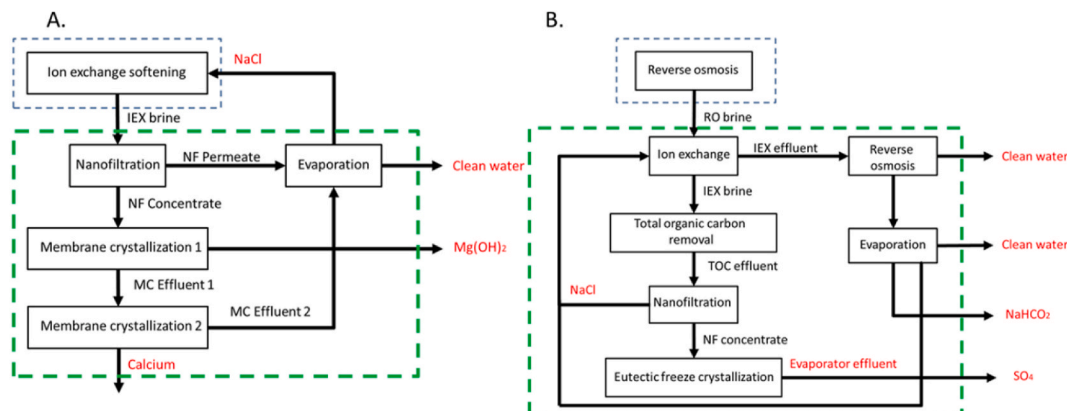 A.
NaCl
Ion exchange softening
IEX brine
Nanofiltration
NF Permeate
Evaporation
Clean water
NF Concentrate
Membrane crystallization 1
Mg(OH)₂
MC Effluent 1
Membrane crystallization 2
MC Effluent 2
Calcium
B.
Reverse osmosis
RO brine
Ion exchange
IEX effluent
Reverse
osmosis
Clean water
IEX brine
Total organic carbon
removal
Evaporation
Clean water
TOC effluent
NaCl
Nanofiltration
NaHCO₂
NF concentrate
Evaporator effluent
Eutectic freeze crystallization
SO₄